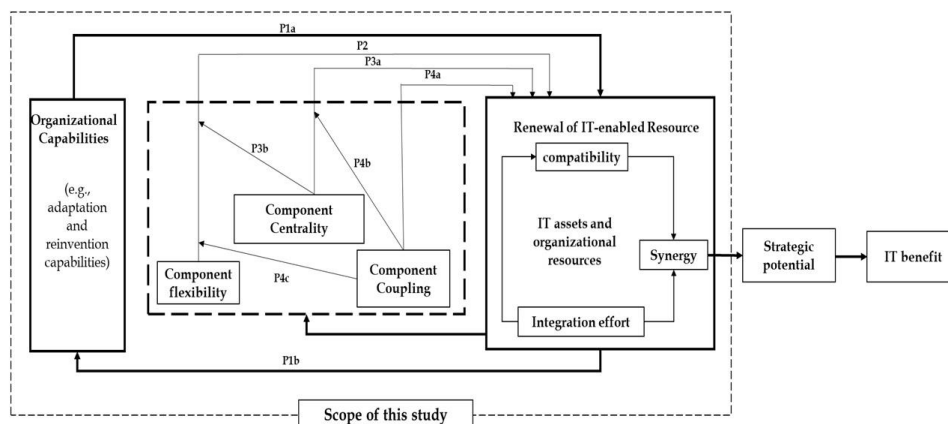 P1a
P2
P3a
P4a
Organizational
Capabilities
(e.g.,
adaptation
and
reinvention
capabilities)
P3b
P4b
Component
Centrality
Component
flexibility
P4c
Component
Coupling
Renewal of IT-enabled Resource
compatibility
IT assets and
organizational
resources
Synergy
Integration effort
Strategic
potential
IT benefit
P1b
Scope of this study